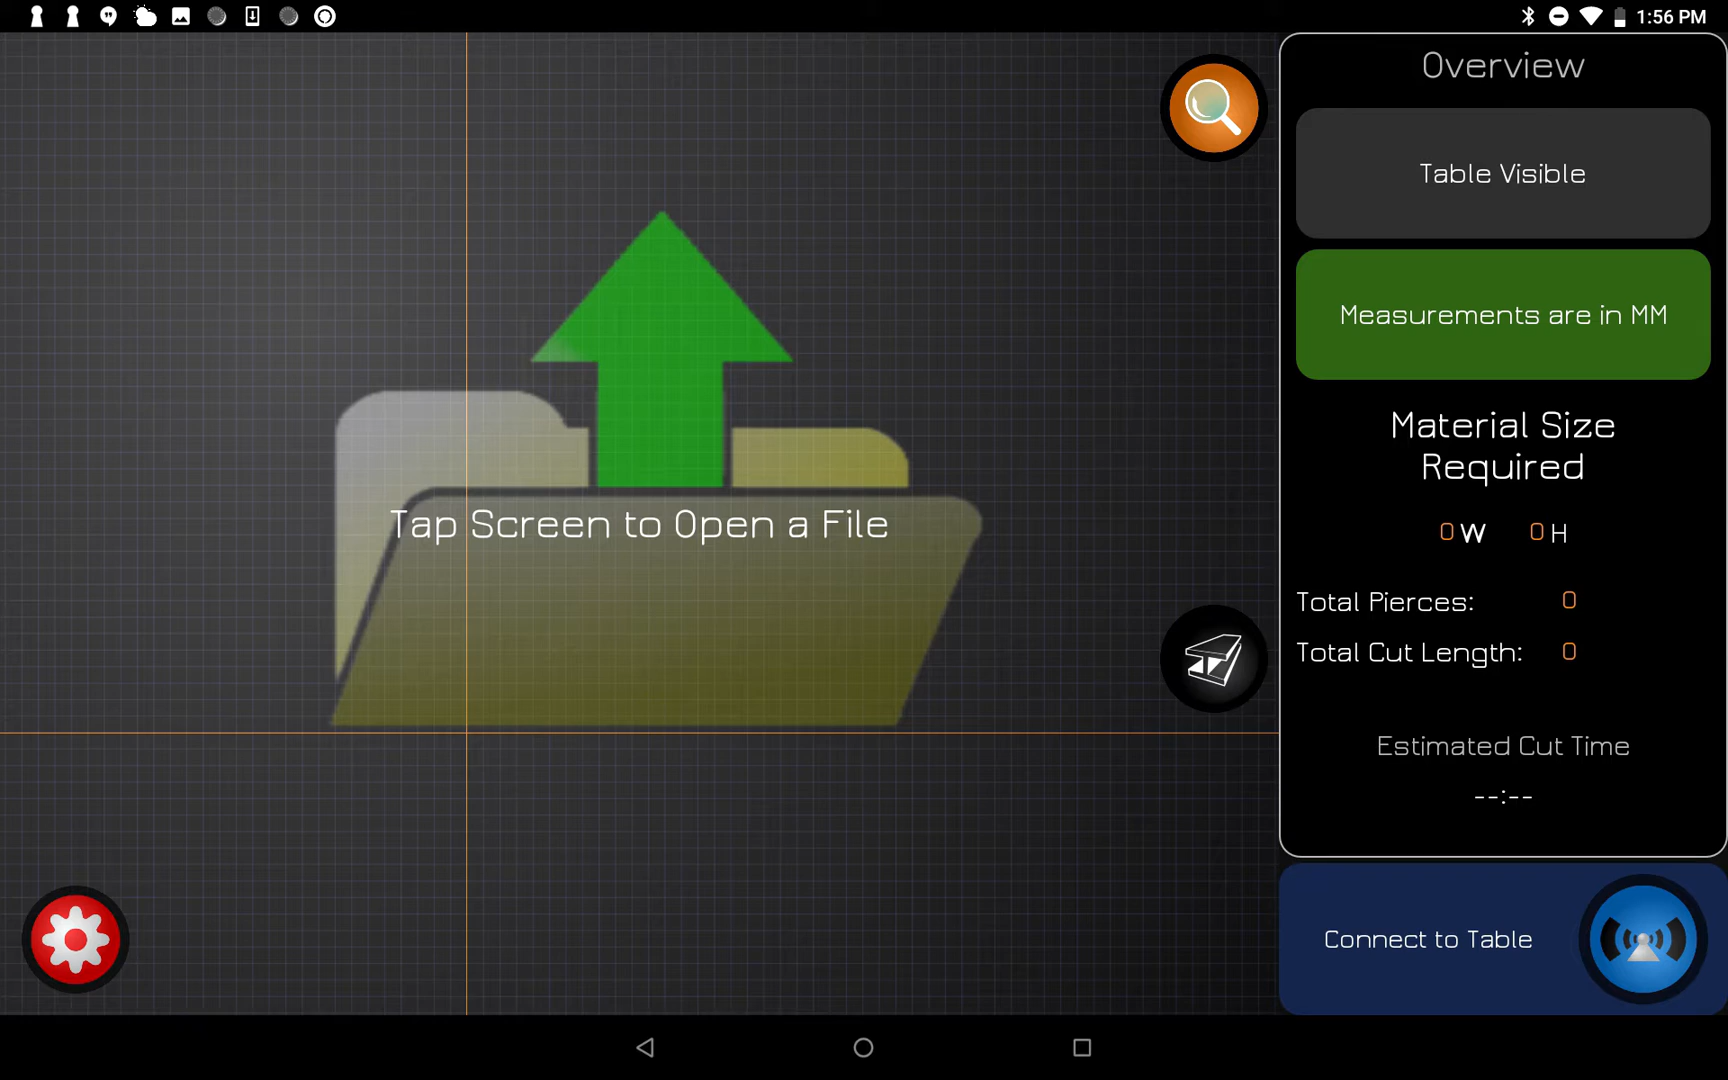 1:56 PM
Overview
Table Visible
Measurements are in MM
Material Size
Required
0 W 0 H
Total Pierces: 0
Total Cut Length: 0
Estimated Cut Time
--:--
Tap Screen to Open a File
Connect to Table